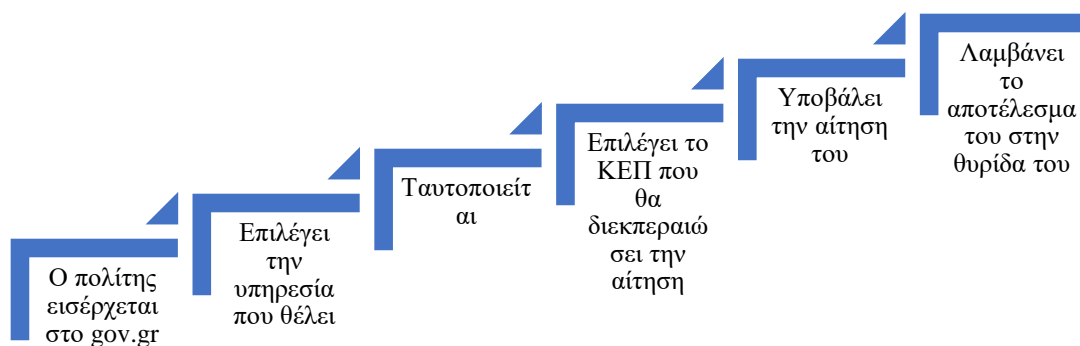 Ο πολίτης
εισέρχεται
στο gov.gr
Επιλέγει
την
υπηρεσία
που θέλει
Ταυτοποιείτ
αι
Επιλέγει το
ΚΕΠ που
θα
διεκπεραιώ
σει την
αίτηση
Υποβάλει
την αίτηση
του
Λαμβάνει
το
αποτέλεσμα
του στην
θυρίδα του